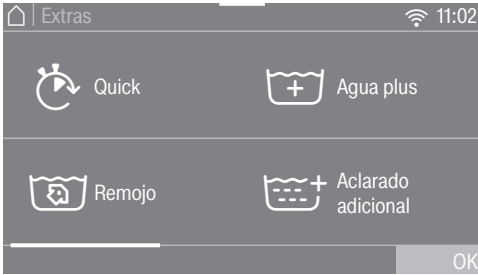 Extras
11:02
Quick
Agua plus
Remojo
Aclarado
adicional
OK